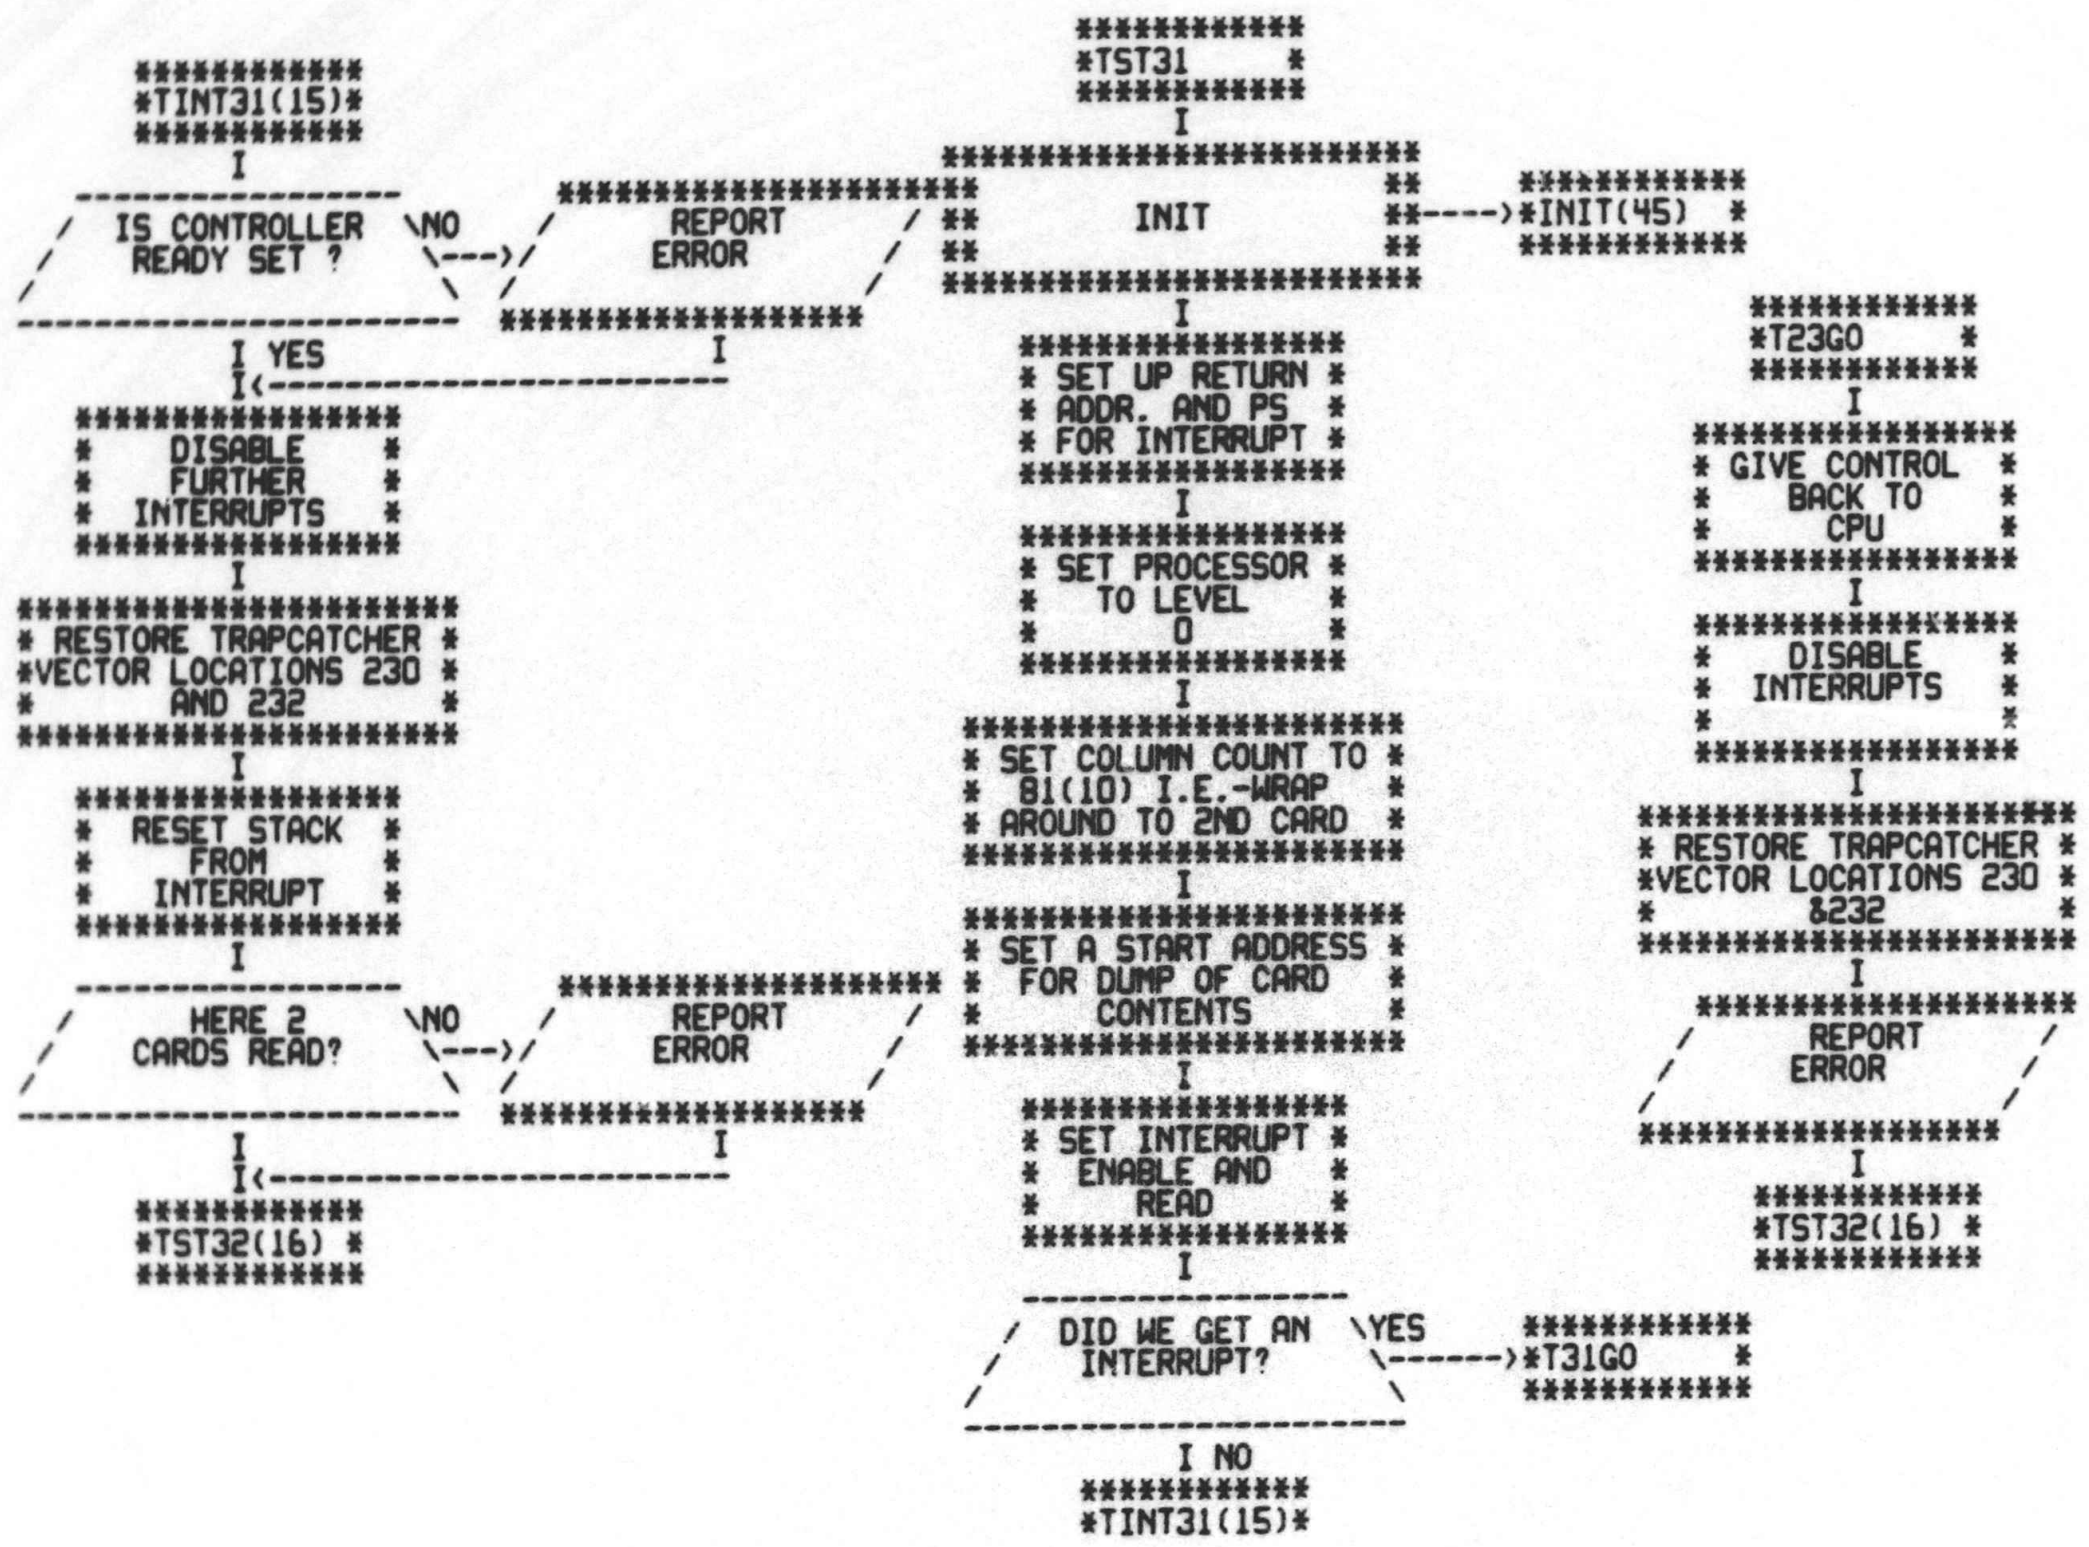 *TINT31(15)*
I
IS CONTROLLER \NO
READY SET ? \--->
I YES
I<-------------------------
DISABLE
FURTHER
INTERRUPTS
I
RESTORE TRAPCATCHER
*VECTOR LOCATIONS 230 *
AND 232
I
RESET STACK
FROM
INTERRUPT
I
HERE 2 \NO
CARDS READ? \--->
I
I<-------------------------
*TST32(16) *
REPORT
ERROR
I
REPORT
ERROR
I
*TST31 *
I
INIT
**---->*INIT(45) *
I
SET UP RETURN
ADDR. AND PS
FOR INTERRUPT
I
SET PROCESSOR
TO LEVEL
0
I
SET COLUMN COUNT TO
81(10) I.E.-WRAP
AROUND TO 2ND CARD
I
SET A START ADDRESS
FOR DUMP OF CARD
CONTENTS
I
SET INTERRUPT
ENABLE AND
READ
I
DID WE GET AN \YES
INTERRUPT? \------>*T31GO *
I NO
*TINT31(15)*
*T23GO *
I
GIVE CONTROL
BACK TO
CPU
I
DISABLE
INTERRUPTS
I
RESTORE TRAPCATCHER
*VECTOR LOCATIONS 230 *
&232
I
REPORT
ERROR
I
*TST32(16) *